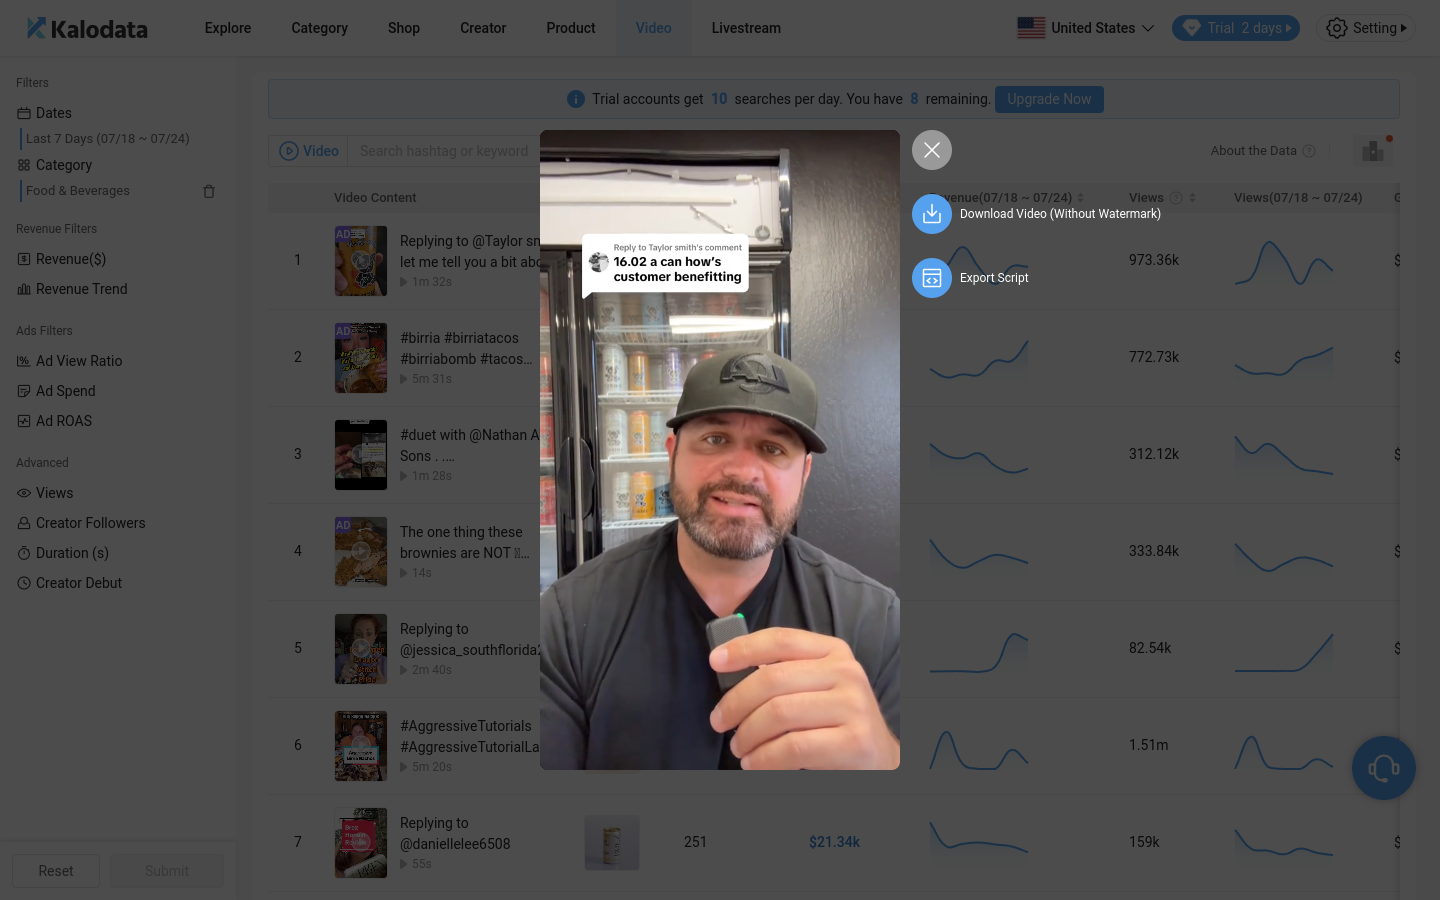 Kalodata
Explore
Category
Shop
Creator
Product
Video
Livestream
United States
Trial 2 days
Setting
Filters
Dates
Last 7 Days (07/18 ~ 07/24)
Category
Food & Beverages
Revenue Filters
Revenue($)
Revenue Trend
Ads Filters
Ad View Ratio
Ad Spend
Ad ROAS
Advanced
Views
Creator Followers
Duration (s)
Creator Debut
Reset
Submit
Trial accounts get 10 searches per day. You have 8 remaining. Upgrade Now
Video
Search hashtag or keyword
About the Data
Video Content
venue(07/18 ~ 07/24)
Views
Views(07/18 ~ 07/24)
G
Download Video (Without Watermark)
Export Script
Reply to Taylor smith's comment
16.02 a can how's
customer benefitting
1
AD
Replying to @Taylor sm
let me tell you a bit abo
1m 32s
973.36k
$
2
AD
#birria #birriatacos
#birriabomb #tacos...
5m 31s
772.73k
$
3
#duet with @Nathan A
Sons . ....
1m 28s
312.12k
$
4
AD
The one thing these
brownies are NOT ...
14s
333.84k
$
5
Replying to
@jessica_southflorida2
2m 40s
82.54k
$
6
#AggressiveTutorials
#AggressiveTutorialLa
5m 20s
1.51m
$
7
Replying to
@daniellelee6508
55s
251
$21.34k
159k
$